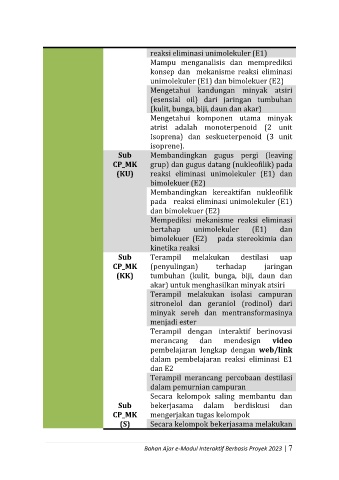 reaksi eliminasi unimolekuler (E1)
Mampu menganalisis dan memprediksi
konsep dan mekanisme reaksi eliminasi
unimolekuler (E1) dan bimolekuer (E2)
Mengetahui kandungan minyak atsiri
(esensial oil) dari jaringan tumbuhan
(kulit, bunga, biji, daun dan akar)
Mengetahui komponen utama minyak
atrisi adalah monoterpenoid (2 unit
Isoprena) dan seskueterpenoid (3 unit
isoprene).
Sub
CP_MK
(KU)
Membandingkan gugus pergi (leaving
grup) dan gugus datang (nukleofilik) pada
reaksi eliminasi unimolekuler (E1) dan
bimolekuer (E2)
Membandingkan kereaktifan nukleofilik
pada reaksi eliminasi unimolekuler (E1)
dan bimolekuer (E2)
Mempediksi mekanisme reaksi eliminasi
bertahap unimolekuler (E1) dan
bimolekuer (E2) pada stereokimia dan
kinetika reaksi
Sub
CP_MK
(KK)
Terampil melakukan destilasi uap
(penyulingan) terhadap jaringan
tumbuhan (kulit, bunga, biji, daun dan
akar) untuk menghasilkan minyak atsiri
Terampil melakukan isolasi campuran
sitronelol dan geraniol (rodinol) dari
minyak sereh dan mentransformasinya
menjadi ester
Terampil dengan interaktif berinovasi
merancang dan mendesign video
pembelajaran lengkap dengan web/link
dalam pembelajaran reaksi eliminasi E1
dan E2
Terampil merancang percobaan destilasi
dalam pemurnian campuran
Sub
CP_MK
(S)
Secara kelompok saling membantu dan
bekerjasama dalam berdiskusi dan
mengerjakan tugas kelompok
Secara kelompok bekerjasama melakukan
Bahan Ajar e-Modul Interaktif Berbasis Proyek 2023 | 7